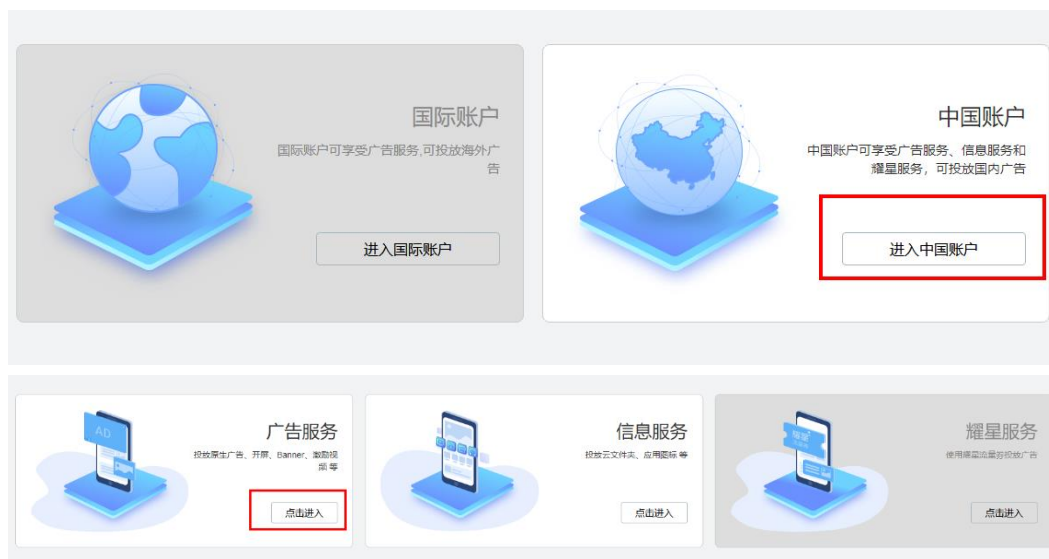 国际账户
国际账户可享受广告服务,可投放海外广
告
进入国际账户
中国账户
中国账户可享受广告服务、信息服务和
耀星服务，可投放国内广告
进入中国账户
AD
广告服务
投放原生广告、开屏、Banner、激励视
频 等
点击进入
信息服务
投放云文件夹、应用图标 等
点击进入
耀星服务
使用耀星流量券投放广告
点击进入